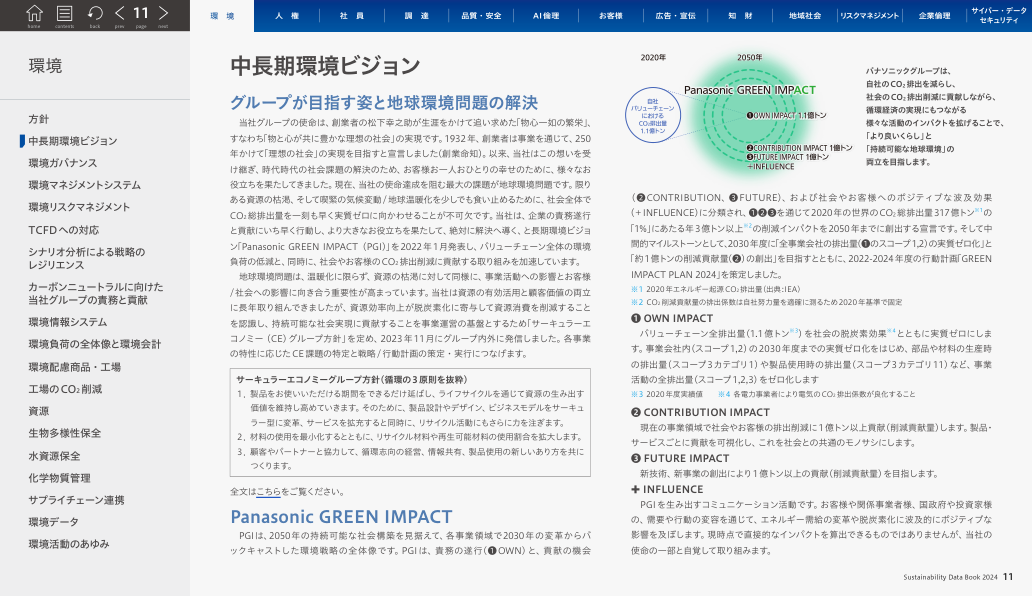 home
contents
back
prev
11
page
next
環 境
人 権
社 員
調 達
品質・安全
AI倫理
お客様
広告・宣伝
知 財
地域社会
リスクマネジメント
企業倫理
サイバー・データ
セキュリティ
環境
方針
中長期環境ビジョン
環境ガバナンス
環境マネジメントシステム
環境リスクマネジメント
TCFDへの対応
シナリオ分析による戦略の
レジリエンス
カーボンニュートラルに向けた
当社グループの責務と貢献
環境情報システム
環境負荷の全体像と環境会計
環境配慮商品・工場
工場のCO₂削減
資源
生物多様性保全
水資源保全
化学物質管理
サプライチェーン連携
環境データ
環境活動のあゆみ
中長期環境ビジョン
グループが目指す姿と地球環境問題の解決
当社グループの使命は、創業者の松下幸之助が生涯をかけて追い求めた「物心一如の繁栄」、
すなわち「物と心が共に豊かな理想の社会」の実現です。1932年、創業者は事業を通じて、250
年かけて「理想の社会」の実現を目指すと宣言しました(創業命知)。以来、当社はこの想いを受
け継ぎ、時代時代の社会課題の解決のため、お客様お一人おひとりの幸せのために、様々なお
役立ちを果たしてきました。現在、当社の使命達成を阻む最大の課題が地球環境問題です。限り
ある資源の枯渇、そして喫緊の気候変動/地球温暖化を少しでも食い止めるために、社会全体で
CO₂総排出量を一刻も早く実質ゼロに向かわせることが不可欠です。当社は、企業の責務遂行
と貢献にいち早く行動し、より大きなお役立ちを果たして、絶対に解決へ導く、と長期環境ビジョ
ン「Panasonic GREEN IMPACT (PGI)」を2022年1月発表し、バリューチェーン全体の環境
負荷の低減と、同時に、社会やお客様のCO₂排出削減に貢献する取り組みを加速しています。
地球環境問題は、温暖化に限らず、資源の枯渇に対して同様に、事業活動への影響とお客様
/社会への影響に向き合う重要性が高まっています。当社は資源の有効活用と顧客価値の両立
に長年取り組んできましたが、資源効率向上が脱炭素化に寄与して資源消費を削減すること
を認識し、持続可能な社会実現に貢献することを事業運営の基盤とするため「サーキュラーエコ
ノミー(CE)グループ方針」を定め、2023年11月にグループ内外に発信しました。今後、各事業
の特性に応じたCE課題の特定と戦略/行動計画の策定・実行につなげます。
サーキュラーエコノミーグループ方針(循環の3原則を抜粋)
1. 製品をお使いいただける期間をできるだけ延ばし、ライフサイクルを通じて資源の生み出す
価値を維持し高めていきます。そのために、製品設計やデザイン、ビジネスモデルをサーキュ
ラー型に変革、サービスを拡充すると同時に、リサイクル活動にもさらに力を注ぎます。
2. 材料の使用を最小化するとともに、リサイクル材料や再生可能材料の使用割合を拡大します。
3. 顧客やパートナーと協力して、循環志向の経営、情報共有、製品使用の新しいあり方を共に
つくります。
全文はこちらをご覧ください。
Panasonic GREEN IMPACT
PGIは、2050年の持続可能な社会構築を見据えて、各事業領域で2030年の変革からバ
ックキャストした環境戦略の全体像です。PGIは、責務の遂行(❶OWN)と、貢献の機会
2020年
2050年
Panasonic GREEN IMPACT
自社
バリューチェーン
における
CO₂排出量
1.1億トン
❶OWN IMPACT 1.1億トン
❷CONTRIBUTION IMPACT 1億トン
❸FUTURE IMPACT 1億トン
+INFLUENCE
パナソニックグループは、
自社のCO₂排出を減らし、
社会のCO₂排出削減に貢献しながら、
循環経済の実現にもつながる
様々な活動のインパクトを拡げることで、
「より良いくらし」と
「持続可能な地球環境」の
両立を目指します。
(❷CONTRIBUTION、❸FUTURE)、および社会やお客様へのポジティブな波及効果
(+INFLUENCE)に分類され、❶❷❸を通じて2020年の世界のCO₂総排出量317億トン※1の
「1%」にあたる年3億トン以上※2の削減インパクトを2050年までに創出する宣言です。そして中
間的マイルストーンとして、2030年度に「全事業会社の排出量(❶のスコープ1,2)の実質ゼロ化」と
「約1億トンの削減貢献量(❷)の創出」を目指すとともに、2022-2024年度の行動計画「GREEN
IMPACT PLAN 2024」を策定しました。
※1 2020年エネルギー起源CO₂排出量(出典:IEA)
※2 CO₂削減貢献量の排出係数は自社努力量を適確に測るため2020年基準で固定
❶ OWN IMPACT
バリューチェーン全排出量(1.1億トン※3)を社会の脱炭素効果※4とともに実質ゼロにしま
す。事業会社内(スコープ1,2)の2030年までの実質ゼロ化をはじめ、部品や材料の生産時
の排出量(スコープ3カテゴリ1)や製品使用時の排出量(スコープ3カテゴリ11)など、事業
活動の全排出量(スコープ1,2,3)をゼロ化します
※3 2020年度実績値 ※4 各電力事業者により電気のCO₂排出係数が良化すること
❷ CONTRIBUTION IMPACT
現在の事業領域で社会やお客様の排出削減に1億トン以上貢献(削減貢献量)します。製品・
サービスごとに貢献を可視化し、これを社会との共通のモノサシにします。
❸ FUTURE IMPACT
新技術、新事業の創出により1億トン以上の貢献(削減貢献量)を目指します。
✚ INFLUENCE
PGIを生み出すコミュニケーション活動です。お客様や関係事業者様、国政府や投資家様
の、需要や行動の変容を通じて、エネルギー需給の変革や脱炭素化に波及的にポジティブな
影響を及ぼします。現時点で直接的なインパクトを算出できるものではありませんが、当社の
使命の一部と自覚して取り組みます。
Sustainability Data Book 2024 11